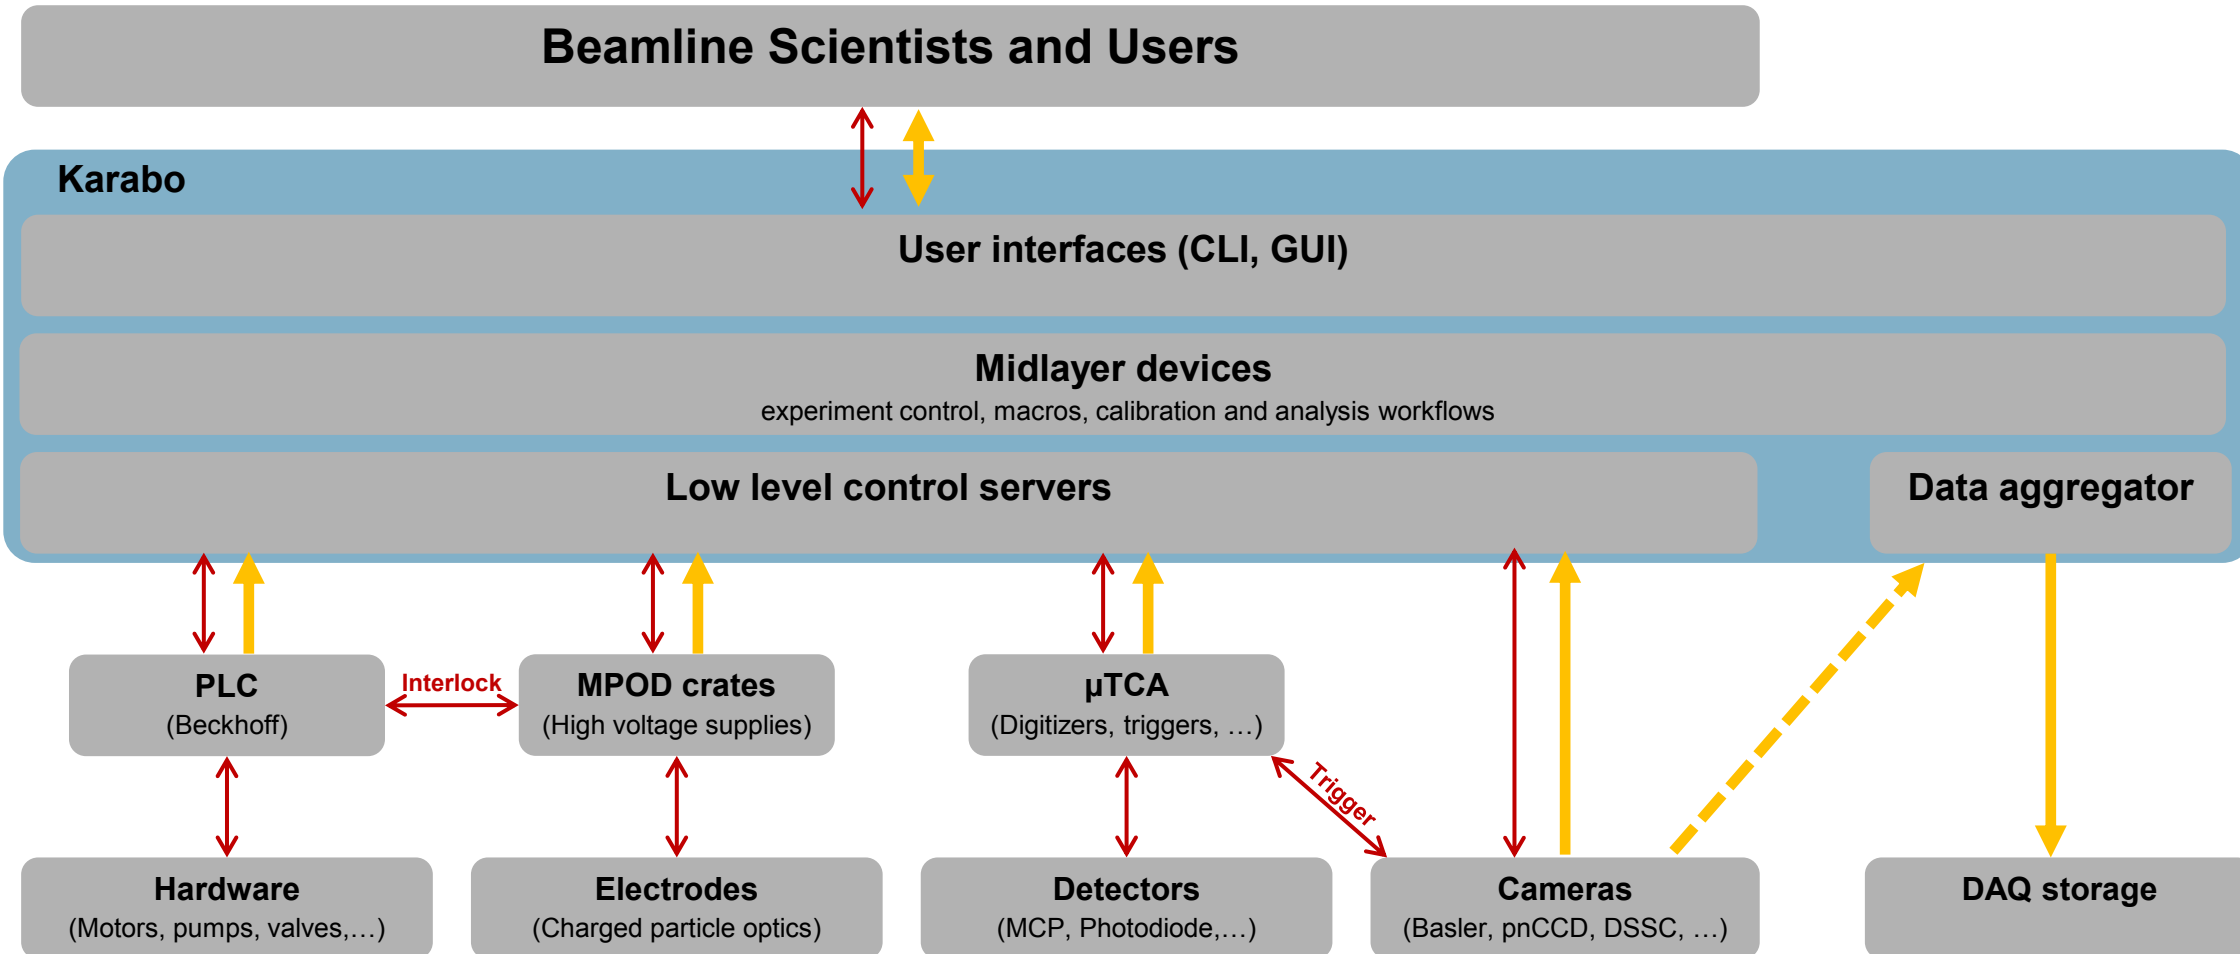 Beamline Scientists and Users
Karabo
User interfaces (CLI, GUI)
Midlayer devices
experiment control, macros, calibration and analysis workflows
Low level control servers
Data aggregator
PLC
(Beckhoff)
Interlock
MPOD crates
(High voltage supplies)
µTCA
(Digitizers, triggers, …)
Trigger
Hardware
(Motors, pumps, valves,…)
Electrodes
(Charged particle optics)
Detectors
(MCP, Photodiode,…)
Cameras
(Basler, pnCCD, DSSC, …)
DAQ storage